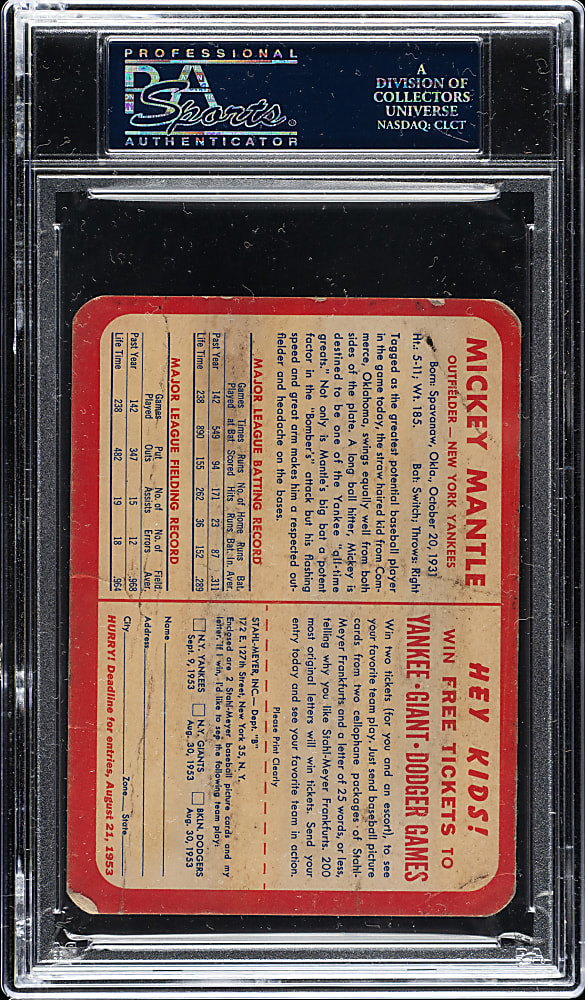 PROFESSIONAL
PSA
Sports.
AUTHENTICATOR
A
DIVISION OF
COLLECTORS
UNIVERSE
NASDAQ: CLCT
MICKEY MANTLE
OUTFIELDER — NEW YORK YANKEES
Born: Spavanaw, Okla., October 20, 1931
Ht.: 5-11; Wt. 185. Bat: Switch; Throws: Right
Tagged as the greatest potential baseball player
in the game today, the straw haired kid from Com-
merce, Oklahoma, swings equally well from both
sides of the plate. A long ball hitter, Mickey is
destined to be one of the Yankee "all-time
greats." Not only is Mantle's big bat a potent
factor in the "Bomber's" attack but his flashing
speed and great arm makes him a respected out-
fielder and headache on the bases.
MAJOR LEAGUE BATTING RECORD
Games Times Runs No. of Home Runs Bat.
Played at Bat Scored Hits Runs Bat. In. Aver.
Past Year 142 549 94 171 23 87 .311
Life Time 238 890 155 262 36 152 .289
MAJOR LEAGUE FIELDING RECORD
Games Put No. of No. of Field.
Played Outs Assists Errors Aver.
Past Year 142 347 15 12 .968
Life Time 238 482 19 18 .964
HEY KIDS!
WIN FREE TICKETS TO
YANKEE · GIANT · DODGER GAMES
Win two tickets (for you and an escort), to see
your favorite team play. Just send baseball picture
cards from two cellophane packages of Stahl-
Meyer Frankfurts and a letter of 25 words, or less,
telling why you like Stahl-Meyer Frankfurts. 200
most original letters will win tickets. Send your
entry today and see your favorite team in action.
Please Print Clearly
STAHL-MEYER, INC. — Dept. "B"
172 E. 127th Street, New York 35, N. Y.
Enclosed are 2 Stahl-Meyer baseball picture cards and my
letter. If I win, I'd like to see the following team play:
N.Y. YANKEES N.Y. GIANTS BKLN. DODGERS
Sept. 9, 1953 Aug. 30, 1953 Aug. 30, 1953
Name
Address
City Zone State
HURRY! Deadline for entries, August 21, 1953